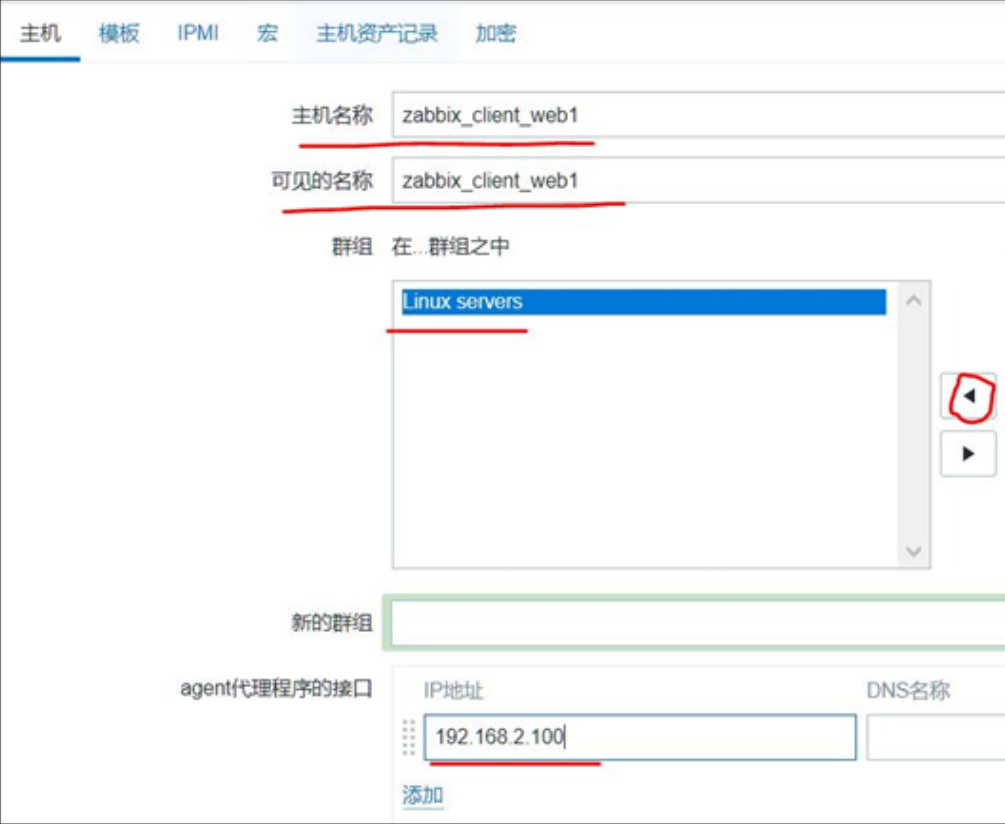 主机 模板 IPMI 宏 主机资产记录 加密
主机名称 zabbix_client_web1
可见的名称 zabbix_client_web1
群组 在...群组之中
Linux servers
新的群组
agent代理程序的接口 IP地址 DNS名称
192.168.2.100
添加